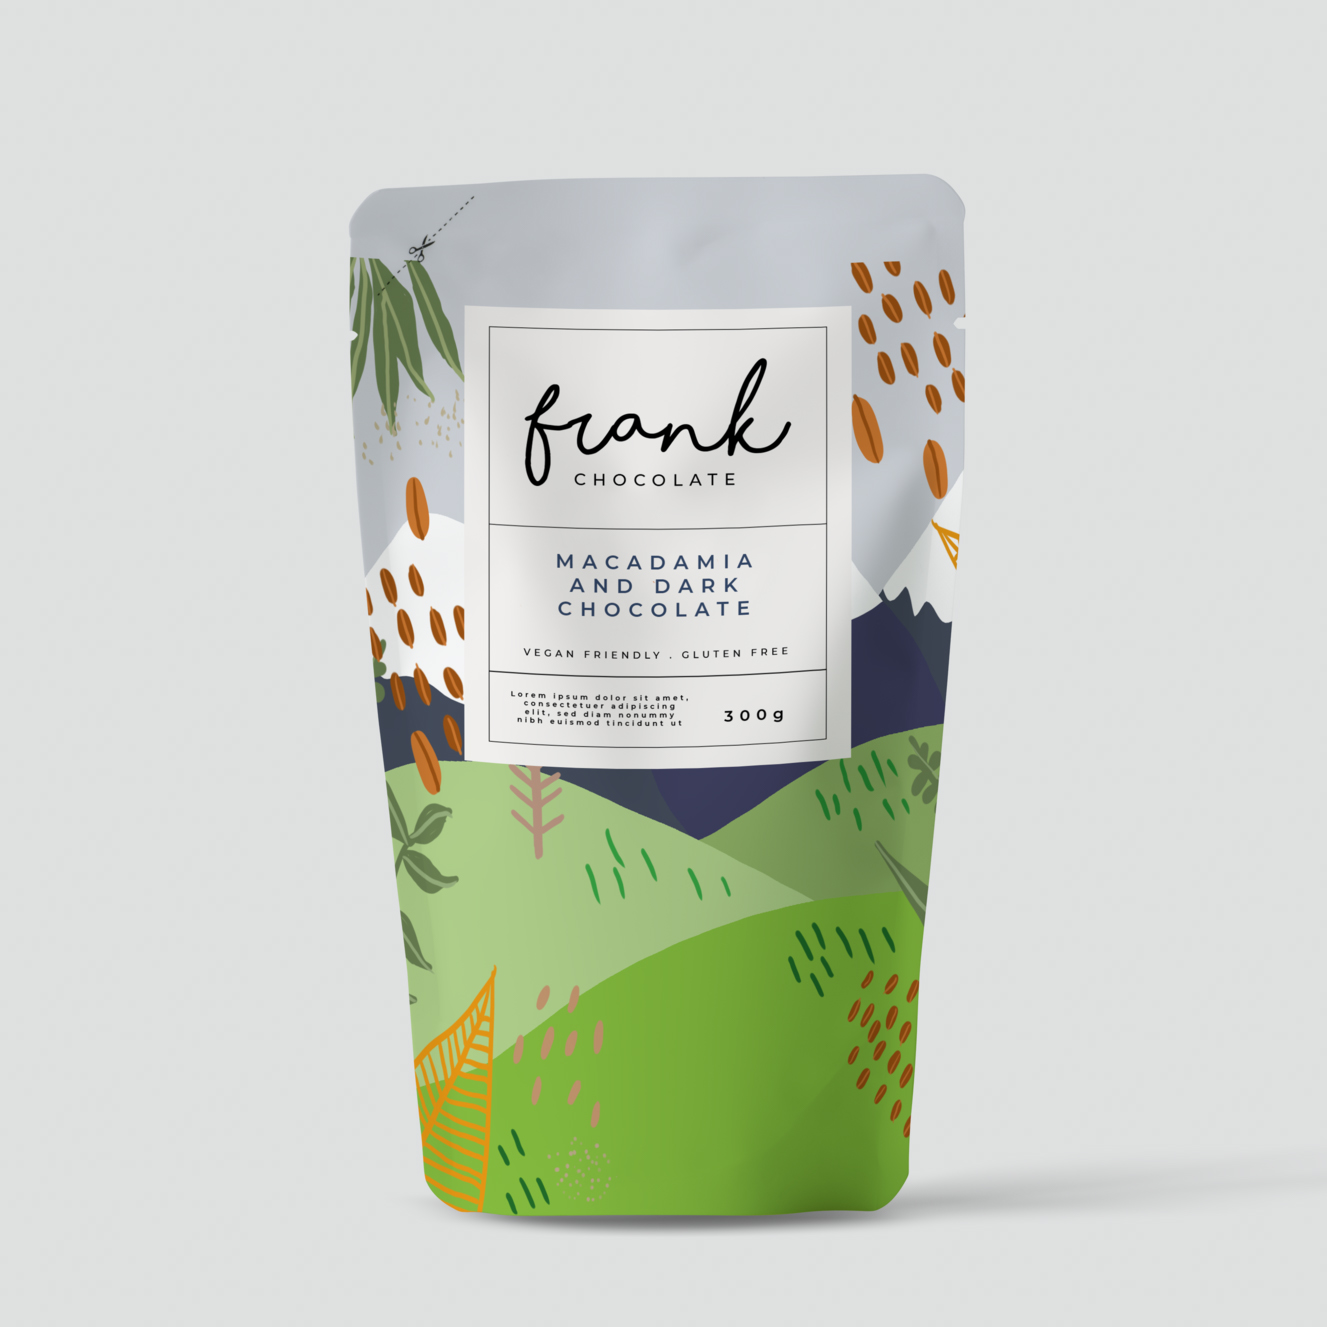 frank
CHOCOLATE
MACADAMIA
AND DARK
CHOCOLATE
VEGAN FRIENDLY . GLUTEN FREE
Lorem ipsum dolor sit amet,
consectetuer adipiscing
elit, sed diam nonummy
nibh euismod tincidunt ut
300g